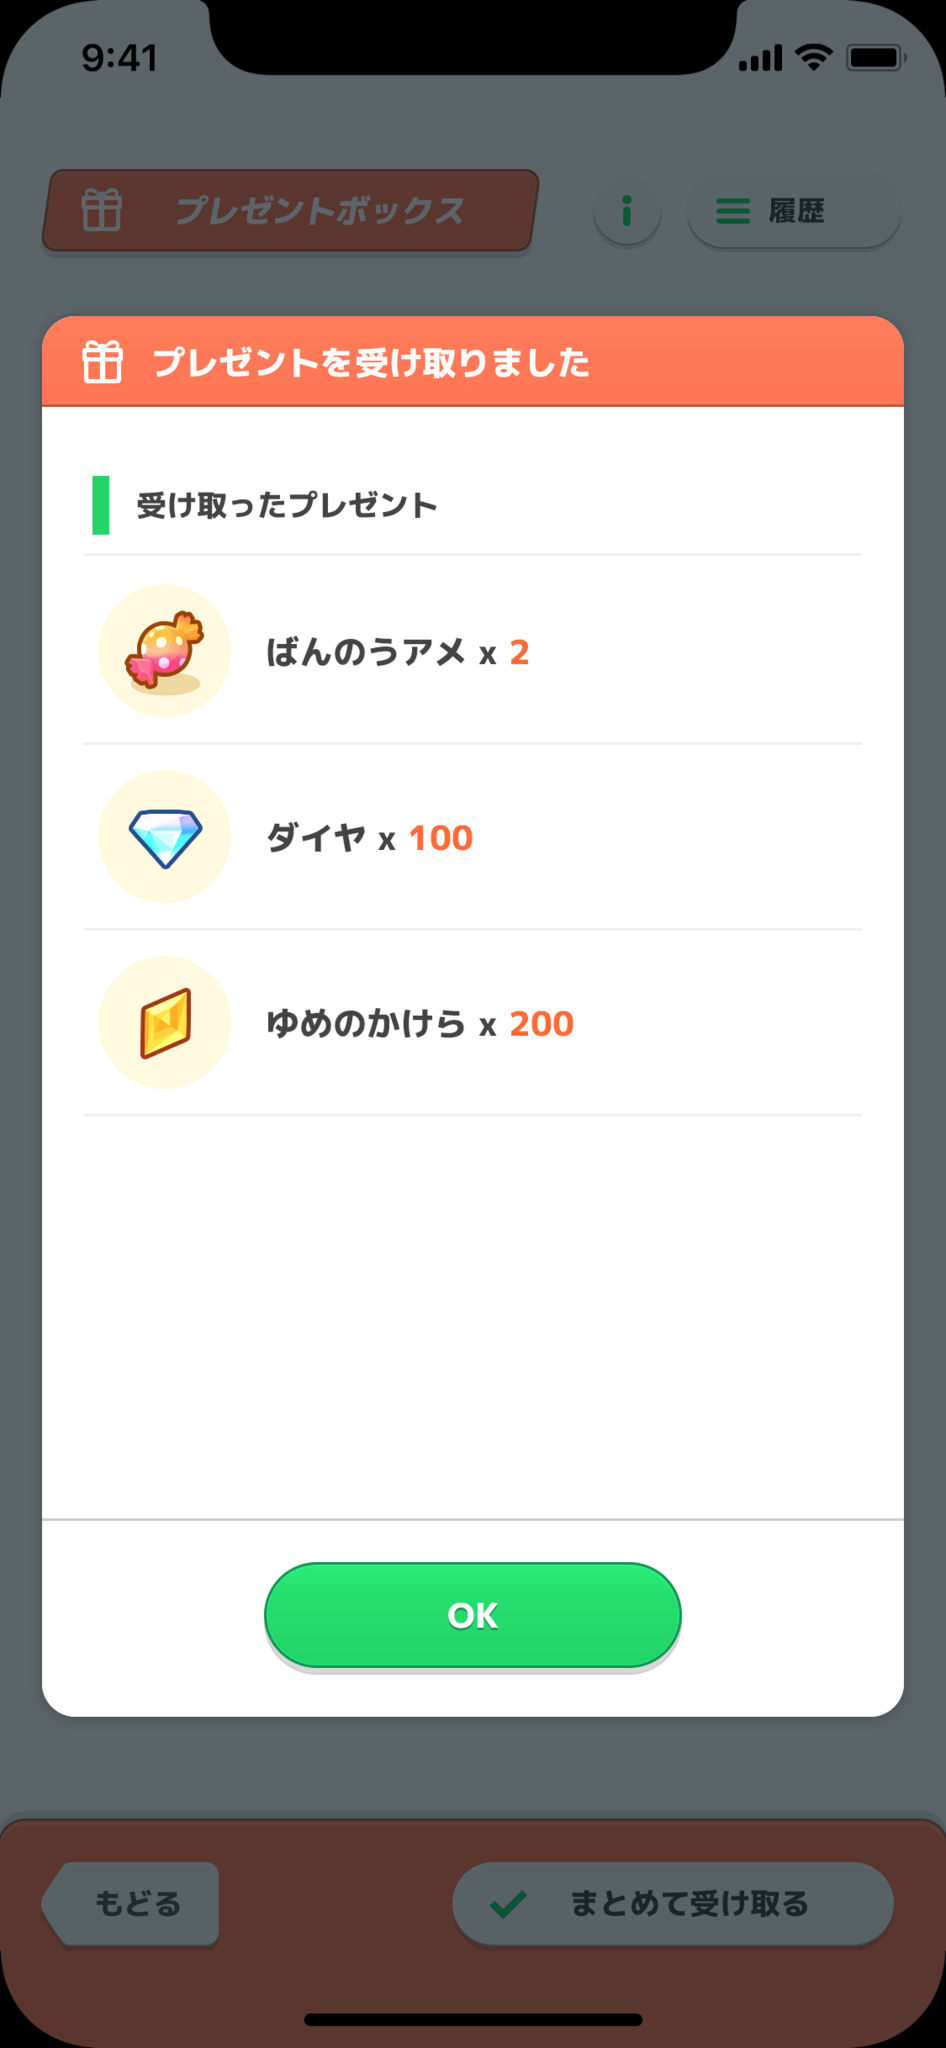 9:41
プレゼントボックス
履歴
プレゼントを受け取りました
受け取ったプレゼント
ばんのうアメ x 2
ダイヤ x 100
ゆめのかけら x 200
OK
もどる
まとめて受け取る